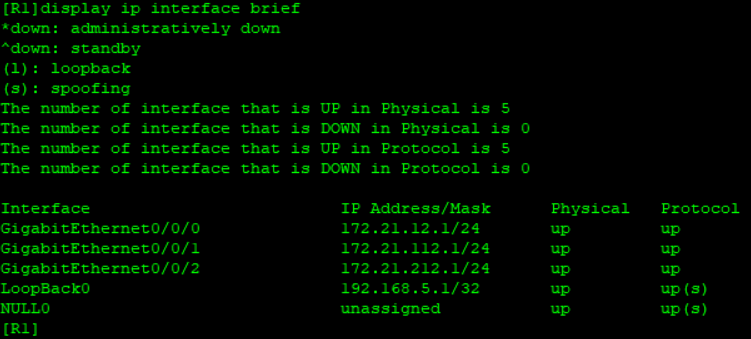 [R1]display ip interface brief
*down: administratively down
^down: standby
(l): loopback
(s): spoofing
The number of interface that is UP in Physical is 5
The number of interface that is DOWN in Physical is 0
The number of interface that is UP in Protocol is 5
The number of interface that is DOWN in Protocol is 0
Interface                         IP Address/Mask      Physical   Protocol
GigabitEthernet0/0/0              172.21.12.1/24       up         up
GigabitEthernet0/0/1              172.21.112.1/24      up         up
GigabitEthernet0/0/2              172.21.212.1/24      up         up
LoopBack0                         192.168.5.1/32       up         up(s)
NULL0                             unassigned           up         up(s)
[R1]